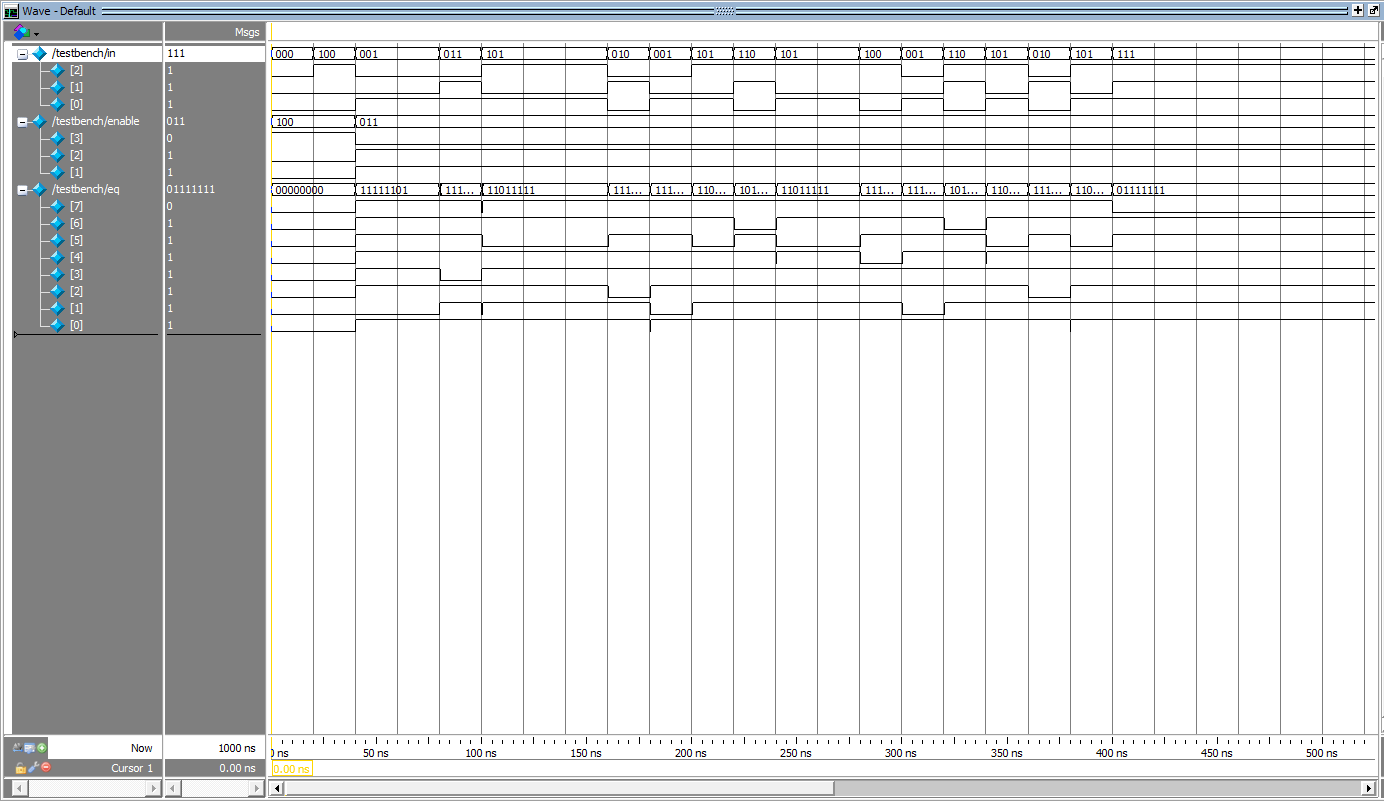 Wave - Default
Msgs
/testbench/in 111 000 100 001 011 101 010 001 101 110 101 100 001 110 101 010 101 111
[2] 1
[1] 1
[0] 1
/testbench/enable 011 100 011
[3] 0
[2] 1
[1] 1
/testbench/eq 01111111 00000000 11111101 111... 11011111 111... 111... 110... 101... 11011111 111... 111... 101... 110... 111... 110... 01111111
[7] 0
[6] 1
[5] 1
[4] 1
[3] 1
[2] 1
[1] 1
[0] 1
Now 1000 ns 0 ns 50 ns 100 ns 150 ns 200 ns 250 ns 300 ns 350 ns 400 ns 450 ns 500 ns
Cursor 1 0.00 ns 0.00 ns